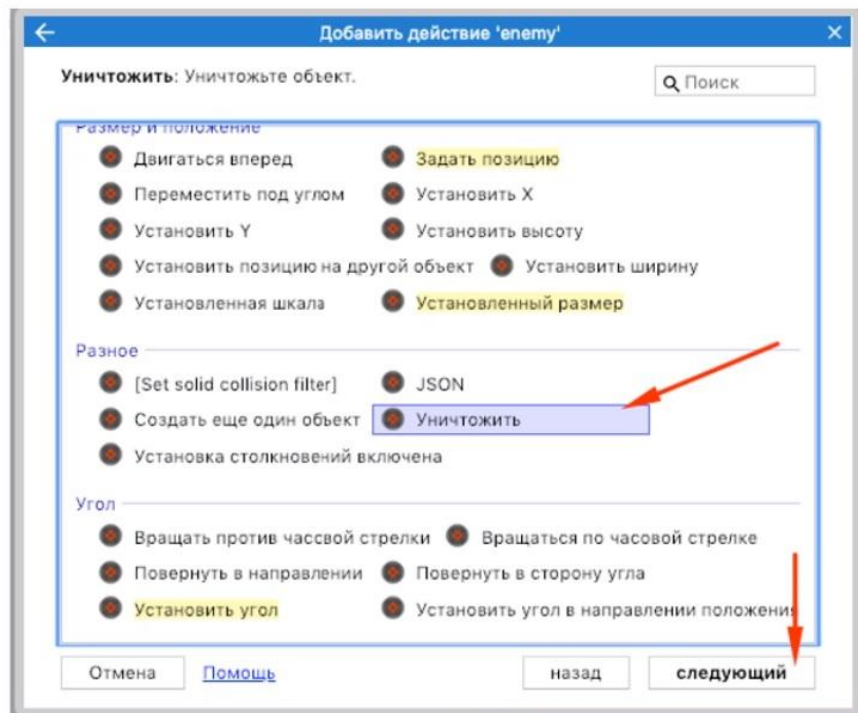 Добавить действие 'enemy'
Уничтожить: Уничтожьте объект.
Поиск
Размер и положение
Двигаться вперед Задать позицию
Переместить под углом Установить X
Установить Y Установить высоту
Установить позицию на другой объект Установить ширину
Установленная шкала Установленный размер
Разное
[Set solid collision filter] JSON
Создать еще один объект Уничтожить
Установка столкновений включена
Угол
Вращать против чассвой стрелки Вращаться по часовой стрелке
Повернуть в направлении Повернуть в сторону угла
Установить угол Установить угол в направлении положения
Отмена Помощь назад следующий